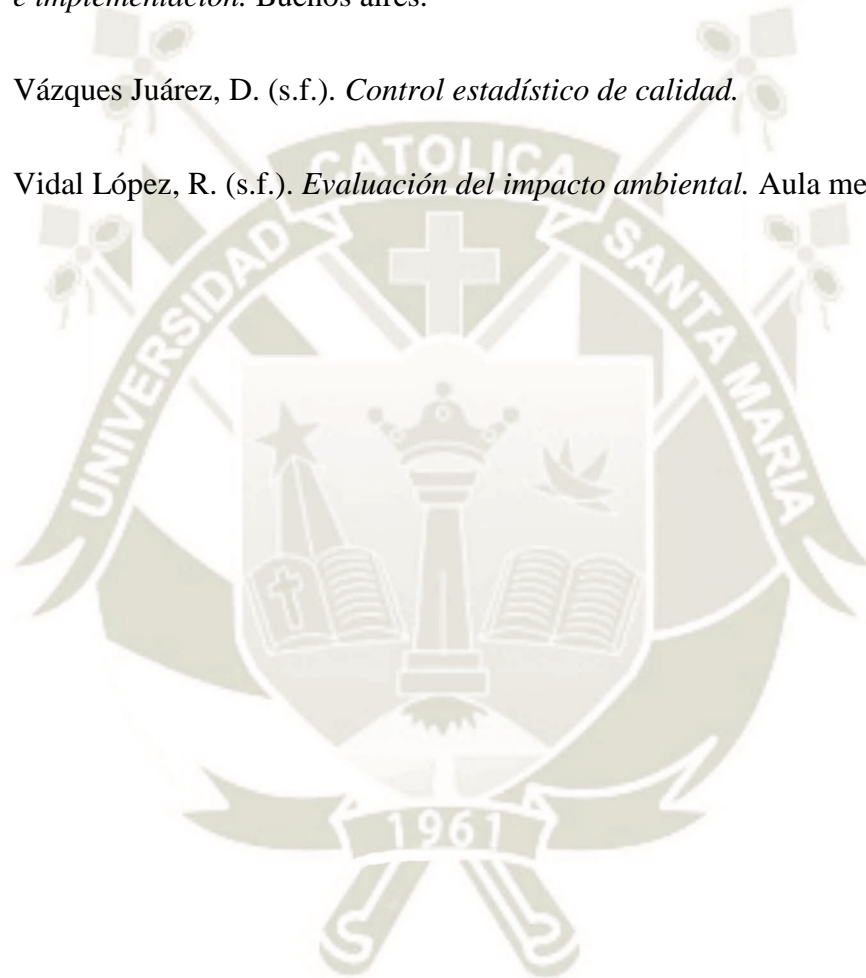 e implementación. Buenos aires.
Vázques Juárez, D. (s.f.). Control estadístico de calidad.
Vidal López, R. (s.f.). Evaluación del impacto ambiental. Aula me
UNIVERSIDAD CATOLICA SANTA MARIA
1961